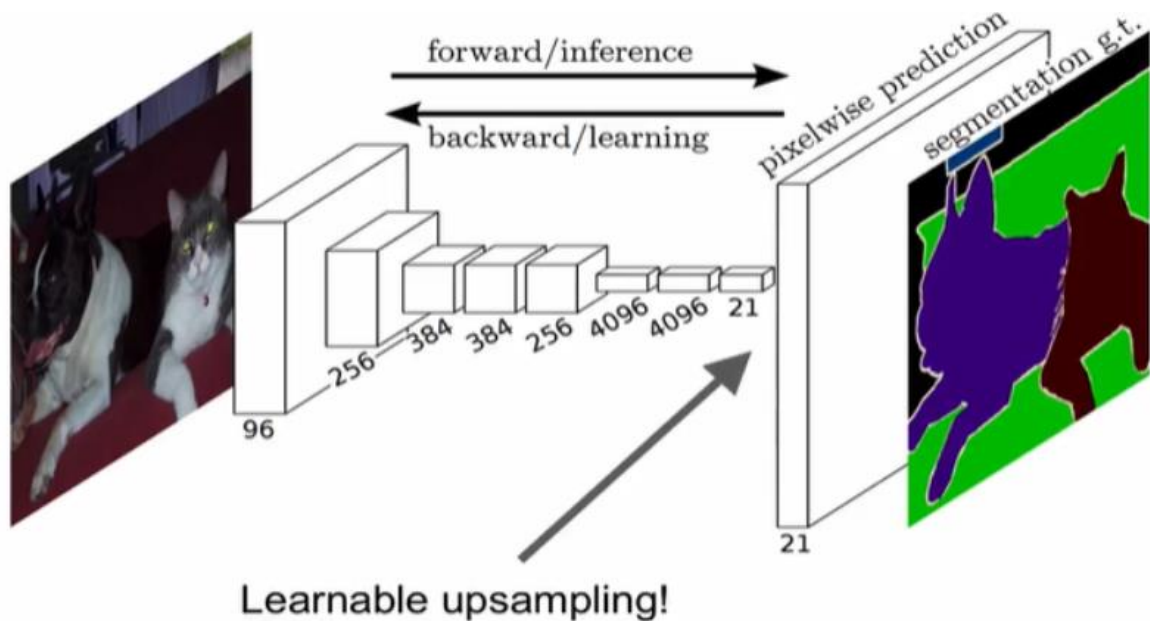 forward/inference
backward/learning
pixelwise prediction
segmentation g.t.
96
256
384
384
256
4096
4096
21
21
Learnable upsampling!